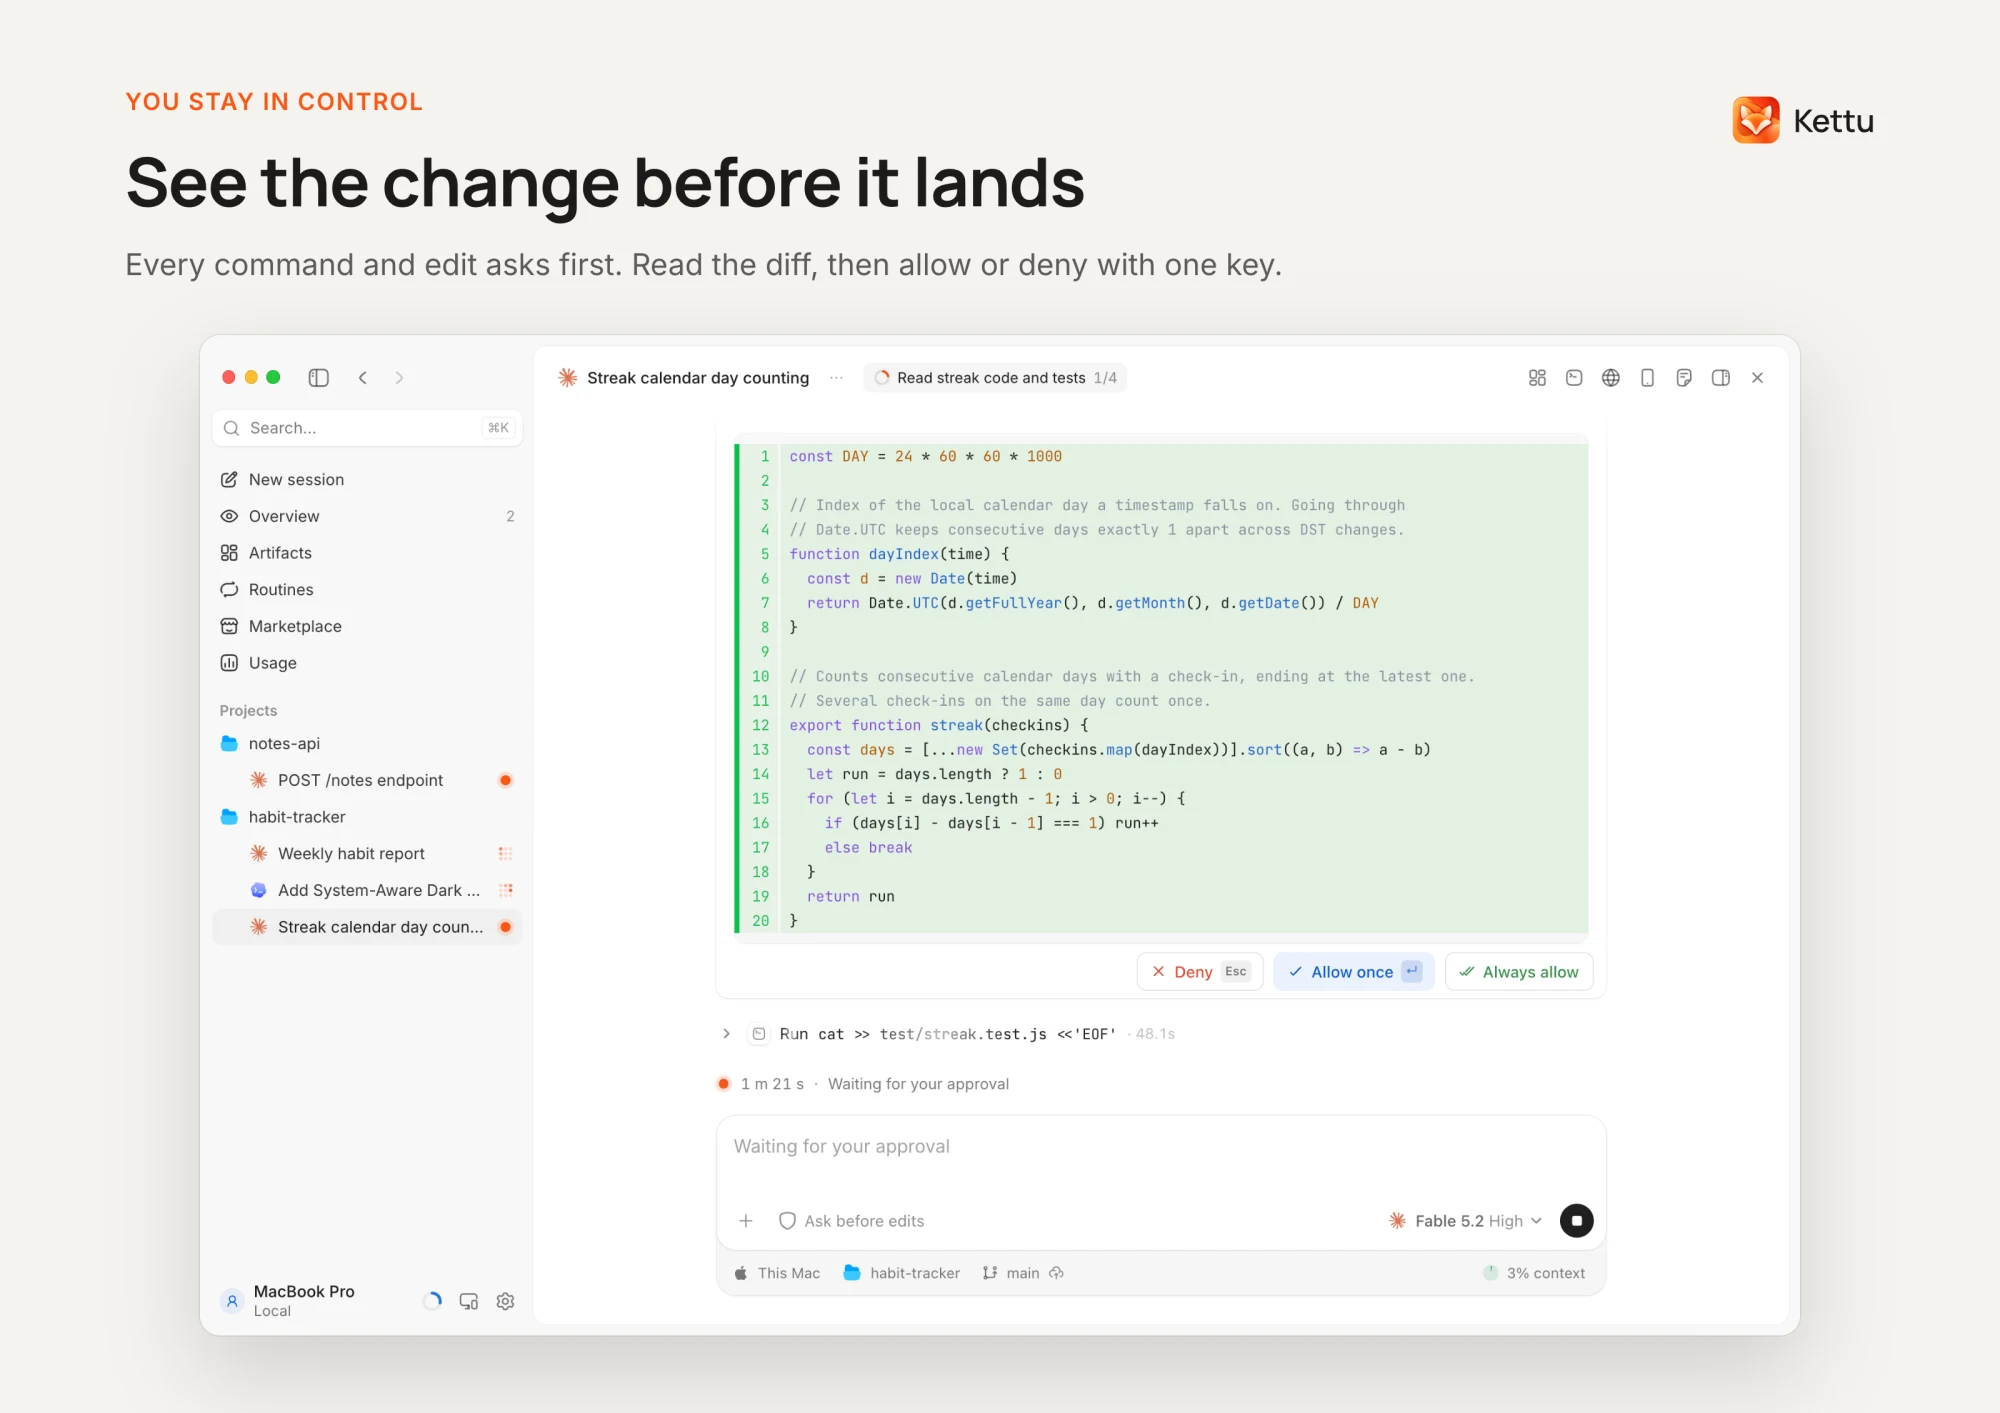 YOU STAY IN CONTROL
Kettu
See the change before it lands
Every command and edit asks first. Read the diff, then allow or deny with one key.
Search...
⌘K
New session
Overview 2
Artifacts
Routines
Marketplace
Usage
Projects
notes-api
POST /notes endpoint
habit-tracker
Weekly habit report
Add System-Aware Dark ...
Streak calendar day coun...
MacBook Pro
Local
Streak calendar day counting ··· Read streak code and tests 1/4
1 const DAY = 24 * 60 * 60 * 1000
2
3 // Index of the local calendar day a timestamp falls on. Going through
4 // Date.UTC keeps consecutive days exactly 1 apart across DST changes.
5 function dayIndex(time) {
6   const d = new Date(time)
7   return Date.UTC(d.getFullYear(), d.getMonth(), d.getDate()) / DAY
8 }
9
10 // Counts consecutive calendar days with a check-in, ending at the latest one.
11 // Several check-ins on the same day count once.
12 export function streak(checkins) {
13   const days = [...new Set(checkins.map(dayIndex))].sort((a, b) => a - b)
14   let run = days.length ? 1 : 0
15   for (let i = days.length - 1; i > 0; i--) {
16     if (days[i] - days[i - 1] === 1) run++
17     else break
18   }
19   return run
20 }
Deny Esc Allow once ↵ Always allow
Run cat >> test/streak.test.js <<'EOF' · 48.1s
1 m 21 s · Waiting for your approval
Waiting for your approval
Ask before edits Fable 5.2 High
This Mac habit-tracker main 3% context